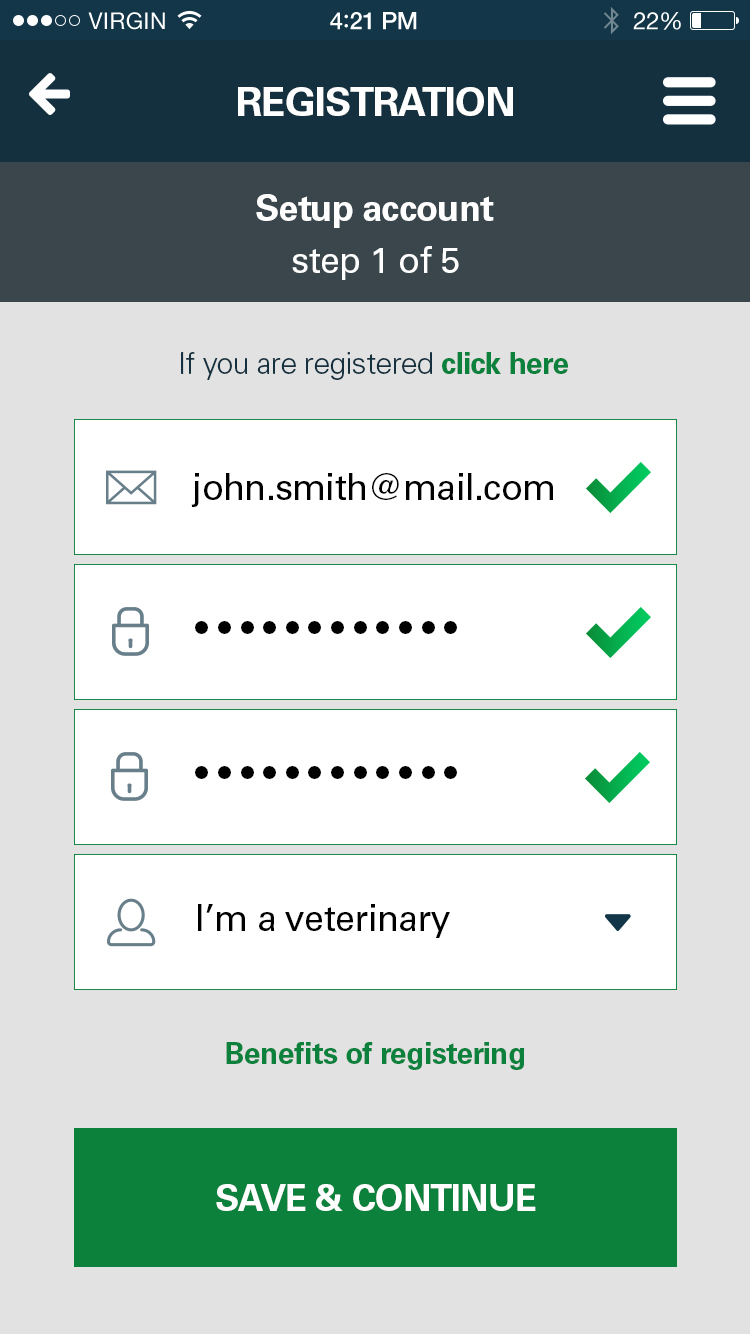 VIRGIN 4:21 PM 22%
REGISTRATION
Setup account
step 1 of 5
If you are registered click here
john.smith@mail.com
••••••••••••
••••••••••••
I’m a veterinary
Benefits of registering
SAVE & CONTINUE